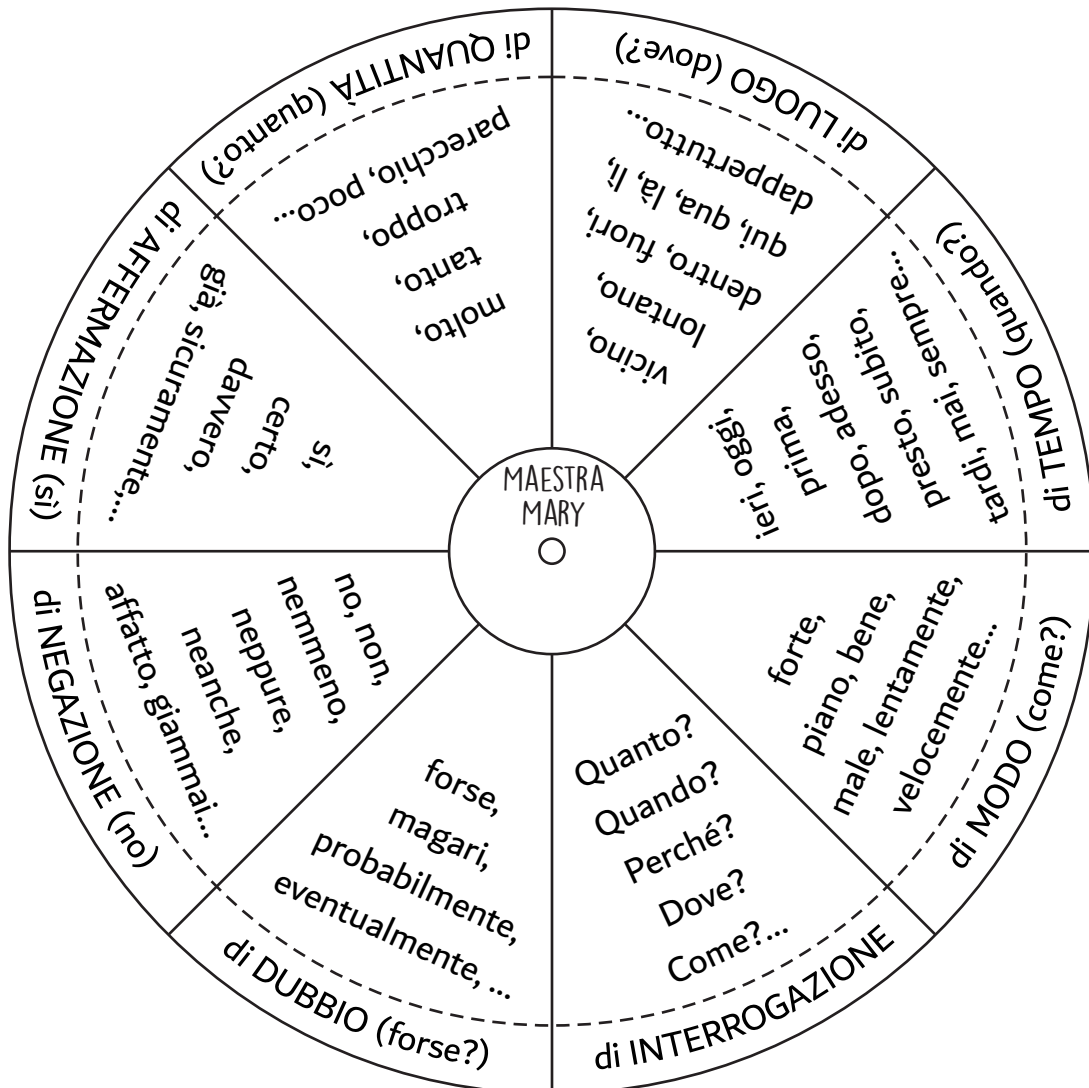 MAESTRA
MARY
di LUOGO (dove?)
vicino,
lontano,
dentro, fuori,
qui, qua, là, lì,
dappertutto...
di TEMPO (quando?)
ieri, oggi,
prima,
dopo, adesso,
presto, subito,
tardi, mai, sempre...
di MODO (come?)
forte,
piano, bene,
male, lentamente,
velocemente...
di INTERROGAZIONE
Quanto?
Quando?
Perché?
Dove?
Come?...
di DUBBIO (forse?)
forse,
magari,
probabilmente,
eventualmente, ...
di NEGAZIONE (no)
no, non,
nemmeno,
neppure,
neanche,
affatto, giammai...
di AFFERMAZIONE (sì)
sì,
certo,
davvero,
già, sicuramente,...
di QUANTITÀ (quanto?)
molto,
tanto,
troppo,
parecchio, poco...